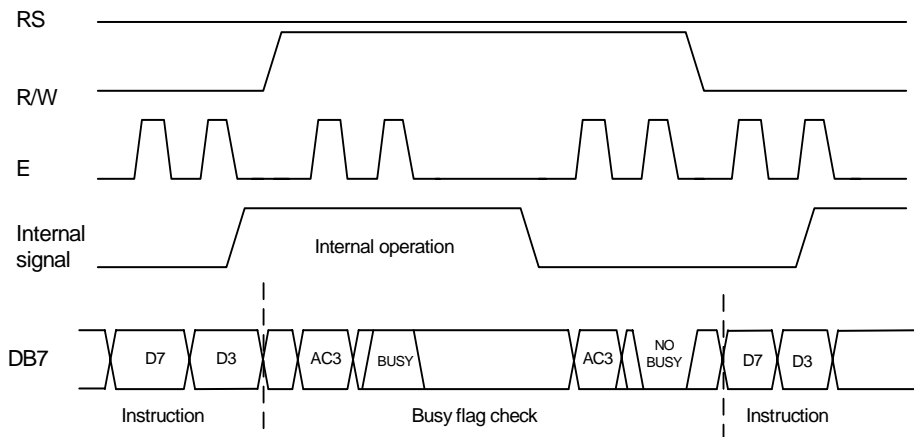 RS
R/W
E
Internal
signal
Internal operation
DB7
D7
D3
AC3
BUSY
AC3
NO
BUSY
D7
D3
Instruction
Busy flag check
Instruction